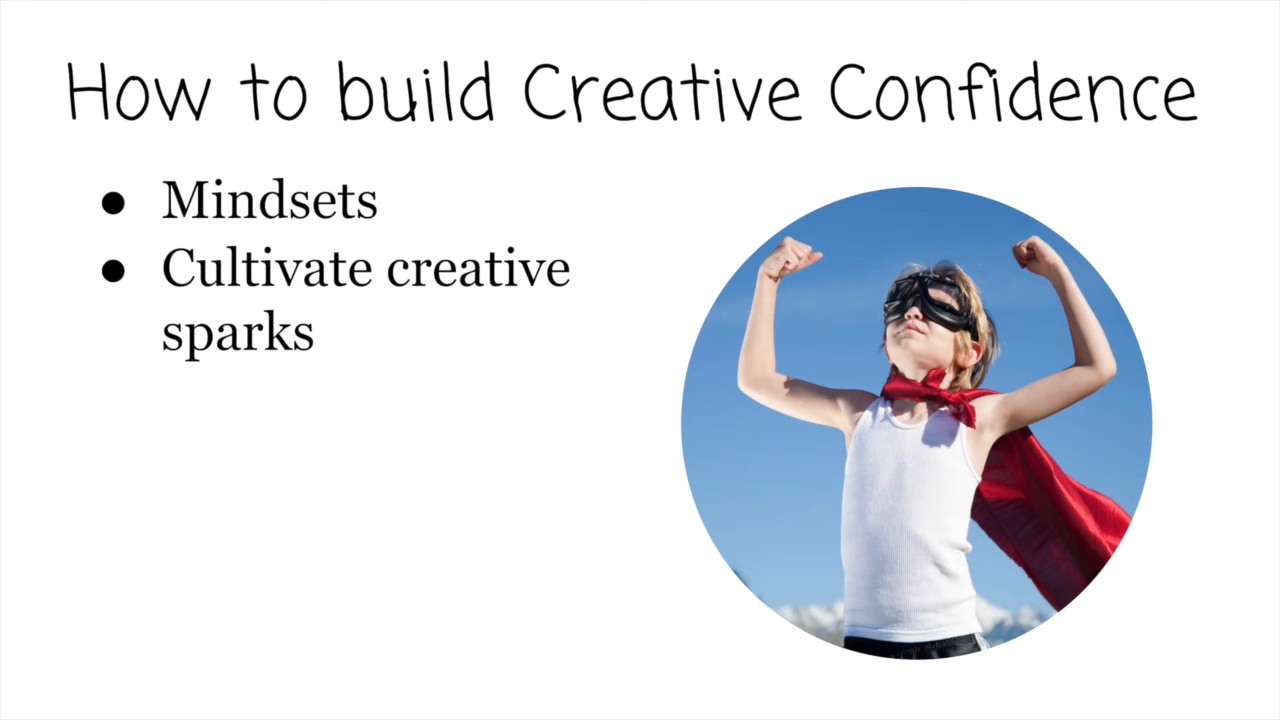 How to build Creative Confidence
● Mindsets
● Cultivate creative
sparks